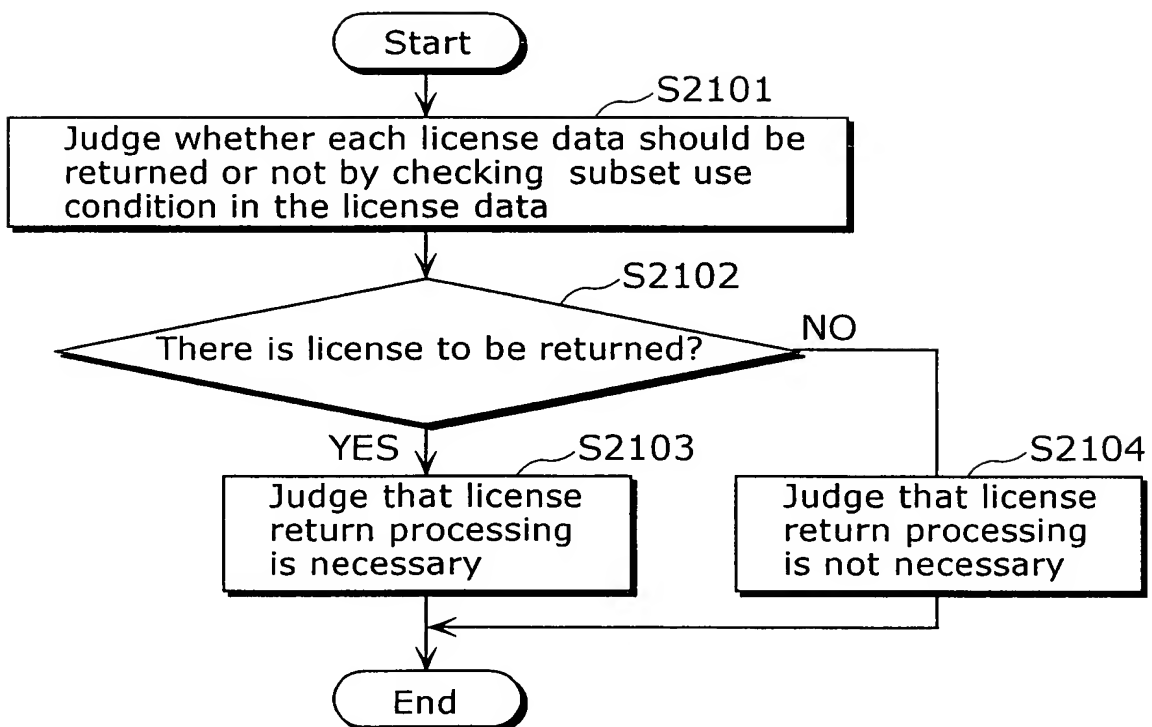 Start
S2101
Judge whether each license data should be
returned or not by checking subset use
condition in the license data
S2102
There is license to be returned?
NO
YES
S2103
Judge that license
return processing
is necessary
S2104
Judge that license
return processing
is not necessary
End